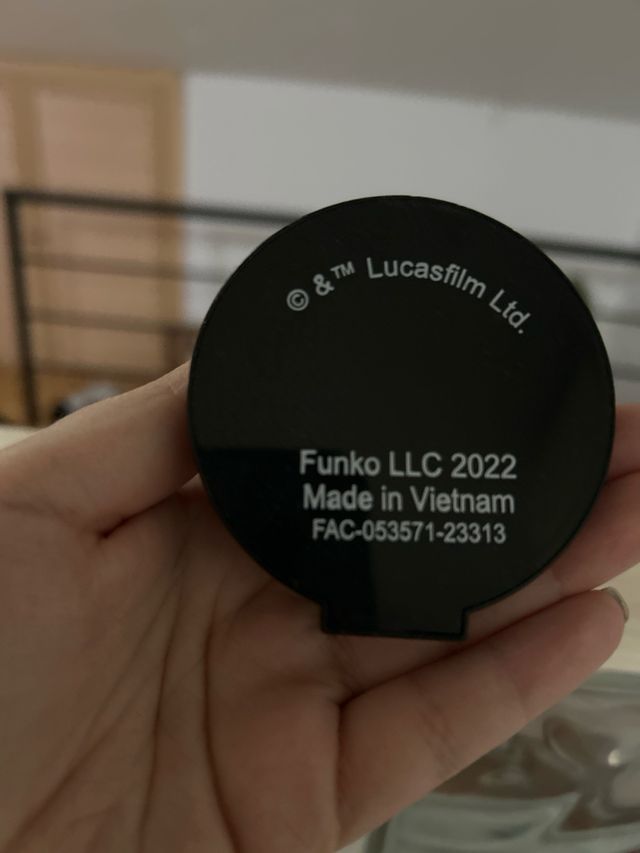 © &™ Lucasfilm Ltd.
Funko LLC 2022
Made in Vietnam
FAC-053571-23313